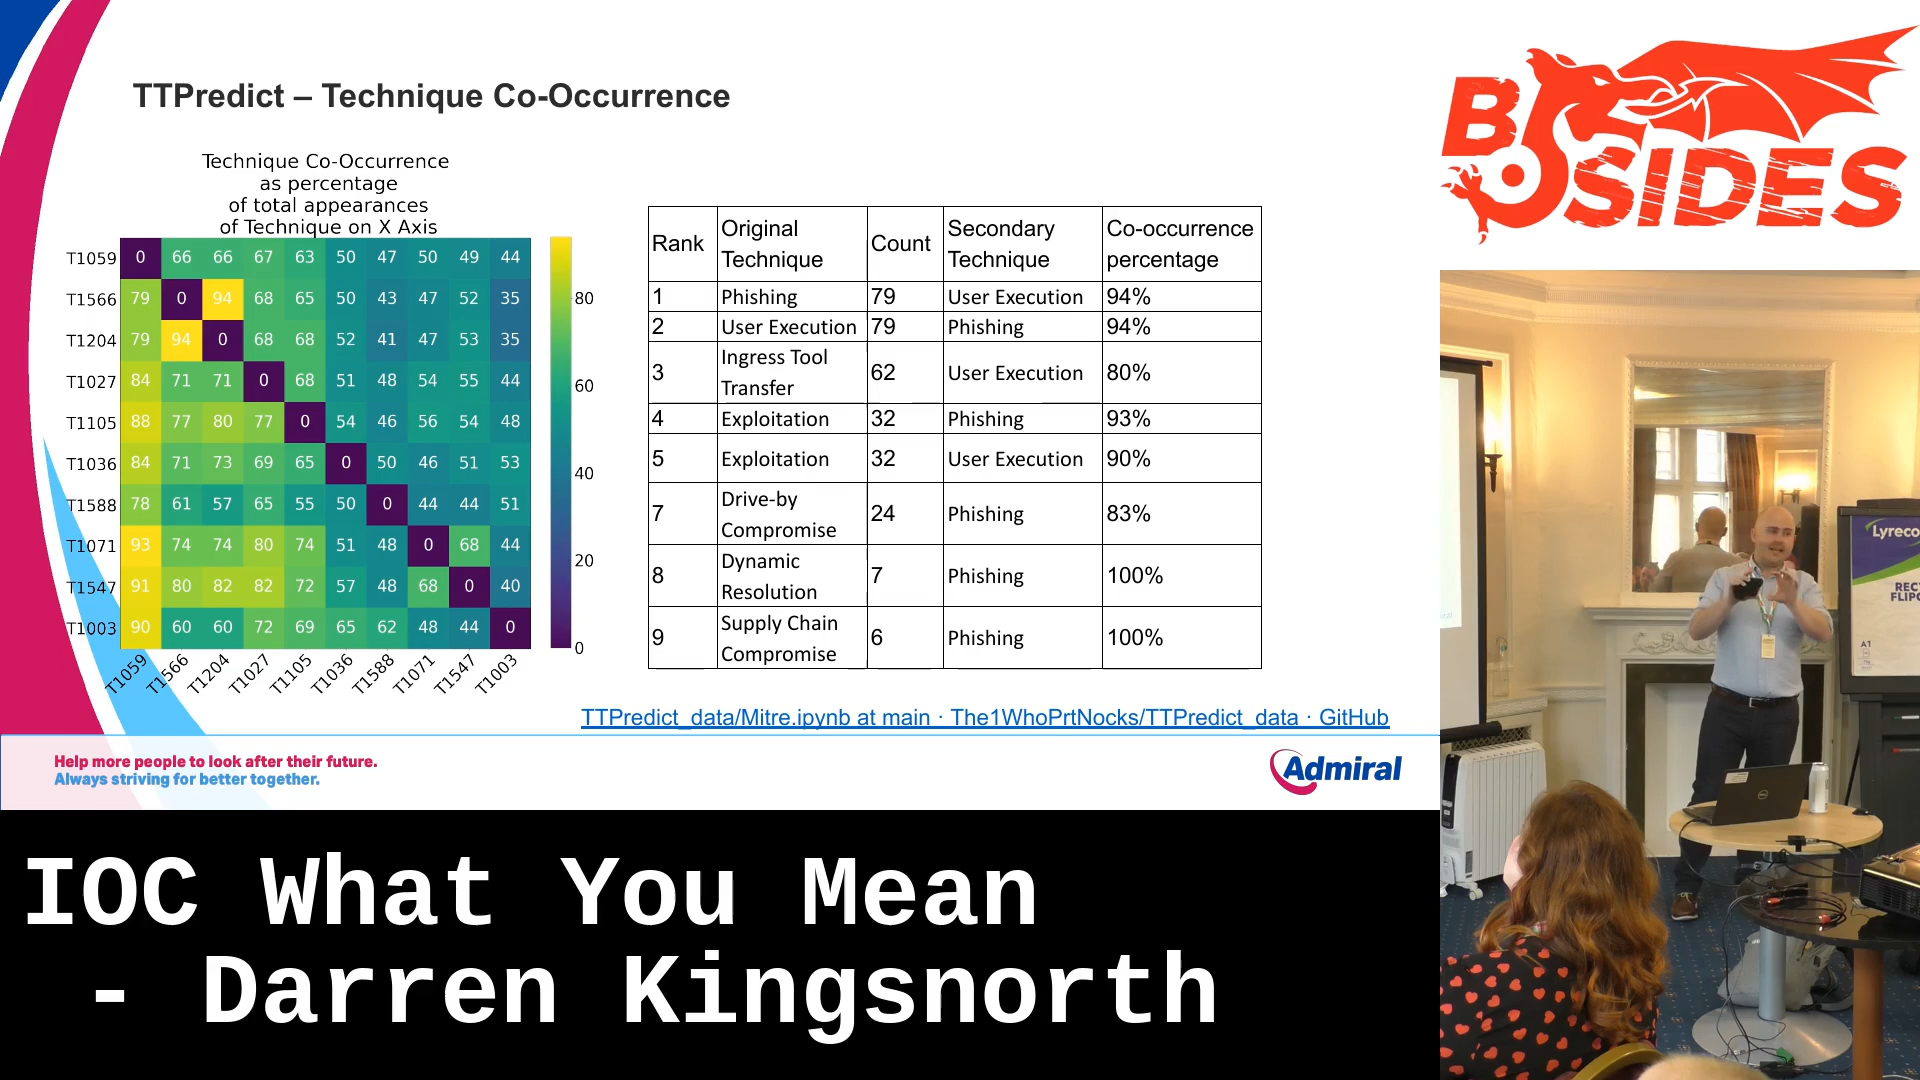 TTPredict – Technique Co-Occurrence
Technique Co-Occurrence
as percentage
of total appearances
of Technique on X Axis
T1059 0 66 66 67 63 50 47 50 49 44
T1566 79 0 94 68 65 50 43 47 52 35
T1204 79 94 0 68 68 52 41 47 53 35
T1027 84 71 71 0 68 51 48 54 55 44
T1105 88 77 80 77 0 54 46 56 54 48
T1036 84 71 73 69 65 0 50 46 51 53
T1588 78 61 57 65 55 50 0 44 44 51
T1071 93 74 74 80 74 51 48 0 68 44
T1547 91 80 82 82 72 57 48 68 0 40
T1003 90 60 60 72 69 65 62 48 44 0
T1059 T1566 T1204 T1027 T1105 T1036 T1588 T1071 T1547 T1003
80
60
40
20
0
Rank Original Technique Count Secondary Technique Co-occurrence percentage
1 Phishing 79 User Execution 94%
2 User Execution 79 Phishing 94%
3 Ingress Tool Transfer 62 User Execution 80%
4 Exploitation 32 Phishing 93%
5 Exploitation 32 User Execution 90%
7 Drive-by Compromise 24 Phishing 83%
8 Dynamic Resolution 7 Phishing 100%
9 Supply Chain Compromise 6 Phishing 100%
TTPredict_data/Mitre.ipynb at main · The1WhoPrtNocks/TTPredict_data · GitHub
Help more people to look after their future.
Always striving for better together.
Admiral
BSIDES
Lyreco
A1
IOC What You Mean
- Darren Kingsnorth